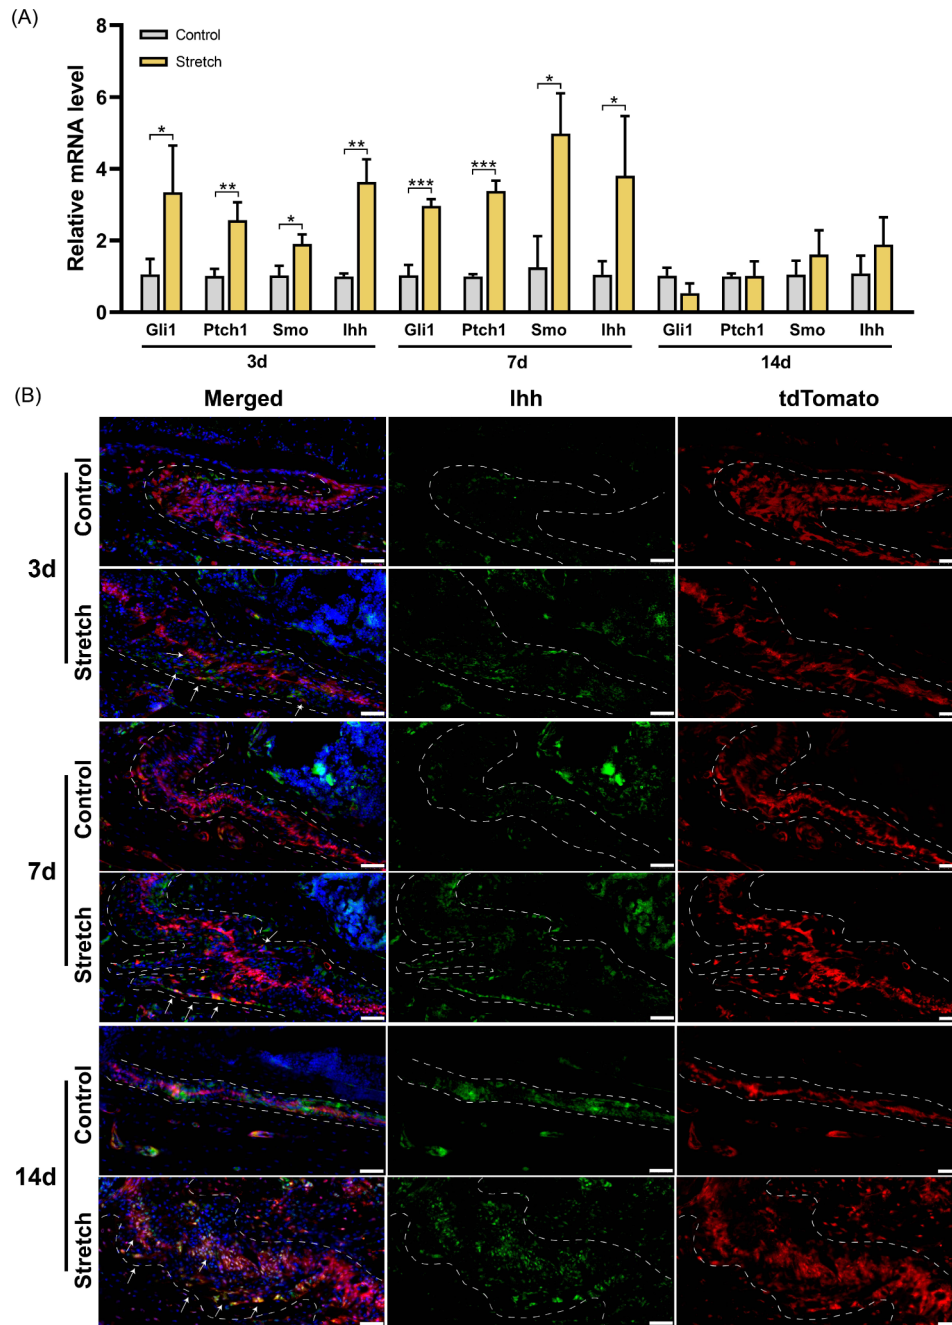 (A)
8
6
4
2
0
Relative mRNA level
Control
Stretch
* ** * ** *** *** * *
Gli1 Ptch1 Smo Ihh Gli1 Ptch1 Smo Ihh Gli1 Ptch1 Smo Ihh
3d 7d 14d
(B)
Merged Ihh tdTomato
3d
Control
Stretch
7d
Control
Stretch
14d
Control
Stretch